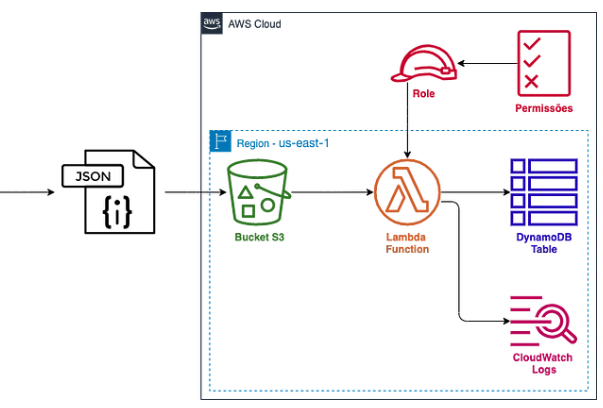 aws
AWS Cloud
Role
Permissões
Region - us-east-1
JSON
{i}
Bucket S3
Lambda
Function
DynamoDB
Table
CloudWatch
Logs